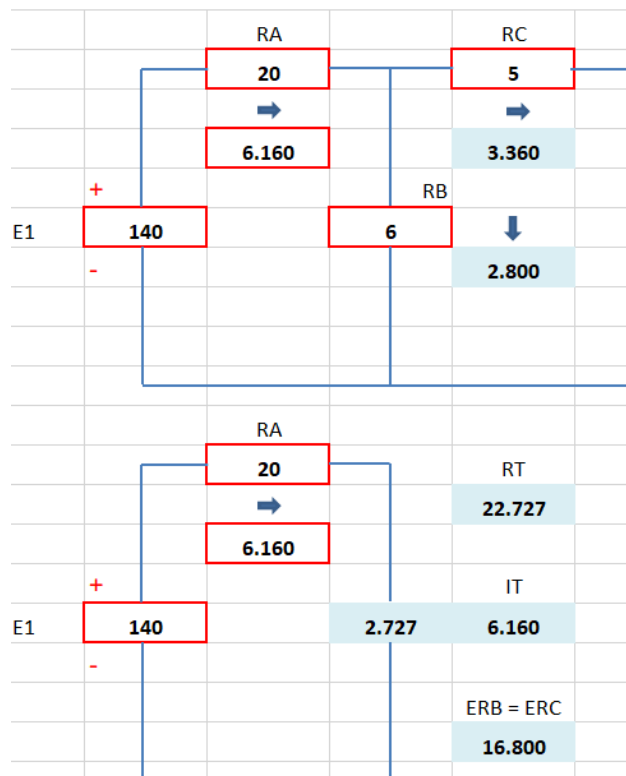 RA RC
20 5
6.160 3.360
+ RB
E1 140 6
- 2.800
RA
20 RT
22.727
6.160
+ IT
E1 140 2.727 6.160
-
ERB = ERC
16.800